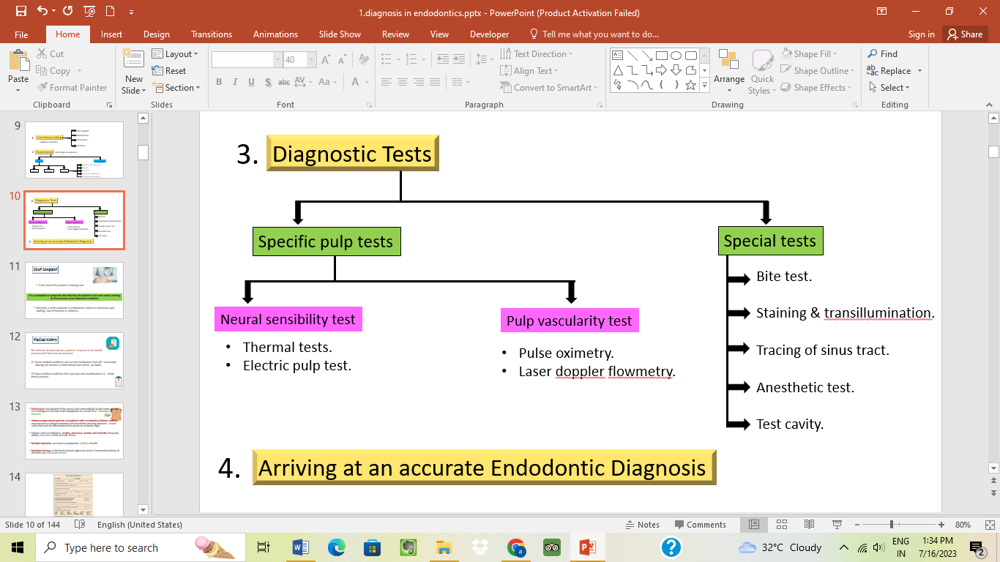 1.diagnosis in endodontics.pptx - PowerPoint (Product Activation Failed)
File Home Insert Design Transitions Animations Slide Show Review View Developer Tell me what you want to do... Sign in Share
Paste
Cut
Copy
Format Painter
Clipboard
New Slide
Layout
Reset
Section
Slides
40
B I U S abc AV Aa A
Font
Text Direction
Align Text
Convert to SmartArt
Paragraph
Arrange
Quick Styles
Shape Fill
Shape Outline
Shape Effects
Drawing
Find
Replace
Select
Editing
9
10
11
Chief Complaint
12
Medical history
13
14
3. Diagnostic Tests
Specific pulp tests
Special tests
Neural sensibility test
• Thermal tests.
• Electric pulp test.
Pulp vascularity test
• Pulse oximetry.
• Laser doppler flowmetry.
Bite test.
Staining & transillumination.
Tracing of sinus tract.
Anesthetic test.
Test cavity.
4. Arriving at an accurate Endodontic Diagnosis
Slide 10 of 144 English (United States) Notes Comments 80%
Type here to search
32°C Cloudy
ENG
IN
1:34 PM
7/16/2023
2